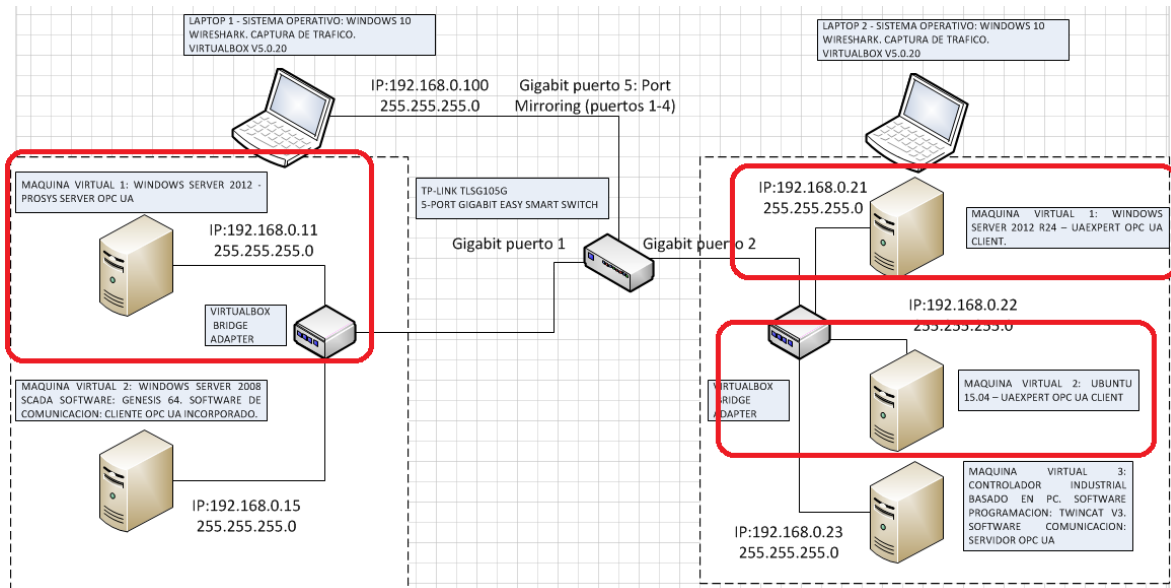 LAPTOP 1 - SISTEMA OPERATIVO: WINDOWS 10
WIRESHARK. CAPTURA DE TRAFICO.
VIRTUALBOX V5.0.20
IP:192.168.0.100
255.255.255.0
Gigabit puerto 5: Port
Mirroring (puertos 1-4)
LAPTOP 2 - SISTEMA OPERATIVO: WINDOWS 10
WIRESHARK. CAPTURA DE TRAFICO.
VIRTUALBOX V5.0.20
MAQUINA VIRTUAL 1: WINDOWS SERVER 2012 -
PROSYS SERVER OPC UA
IP:192.168.0.11
255.255.255.0
VIRTUALBOX
BRIDGE
ADAPTER
TP-LINK TLSG105G
5-PORT GIGABIT EASY SMART SWITCH
Gigabit puerto 1
Gigabit puerto 2
IP:192.168.0.21
255.255.255.0
MAQUINA VIRTUAL 1: WINDOWS
SERVER 2012 R24 – UAEXPERT OPC UA
CLIENT.
MAQUINA VIRTUAL 2: WINDOWS SERVER 2008
SCADA SOFTWARE: GENESIS 64. SOFTWARE DE
COMUNICACION: CLIENTE OPC UA INCORPORADO.
IP:192.168.0.15
255.255.255.0
IP:192.168.0.22
255.255.255.0
VIRTUALBOX
BRIDGE
ADAPTER
MAQUINA VIRTUAL 2: UBUNTU
15.04 – UAEXPERT OPC UA CLIENT
IP:192.168.0.23
255.255.255.0
MAQUINA VIRTUAL 3:
CONTROLADOR INDUSTRIAL
BASADO EN PC. SOFTWARE
PROGRAMACION: TWINCAT V3.
SOFTWARE COMUNICACION:
SERVIDOR OPC UA